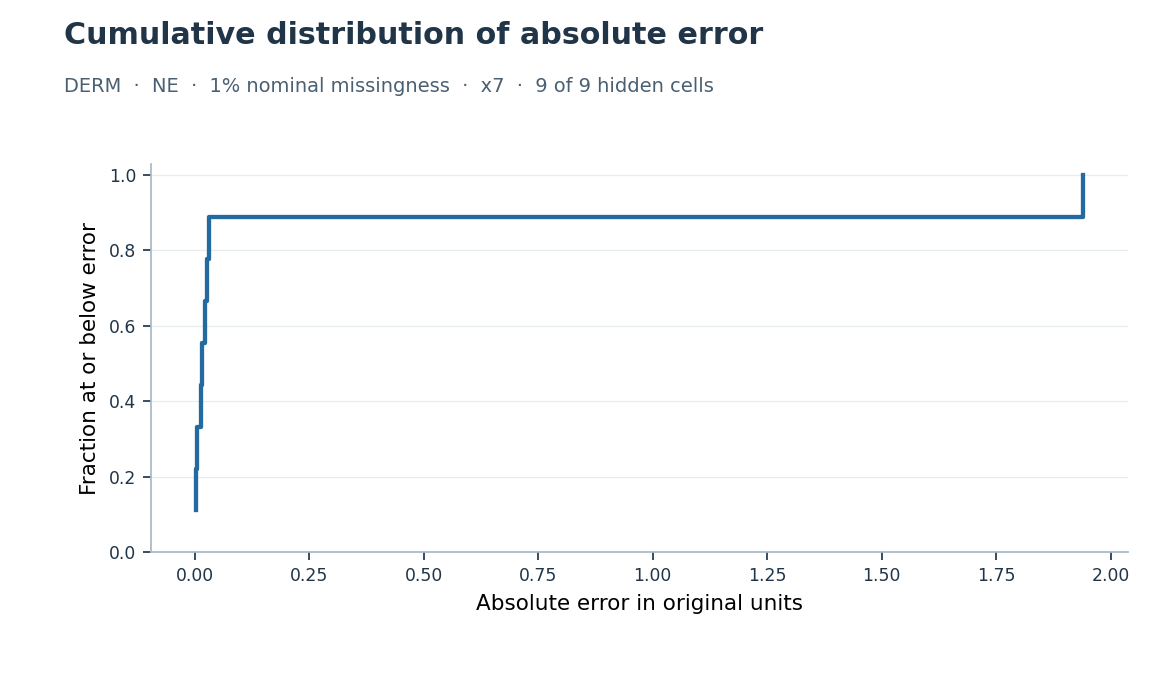 Cumulative distribution of absolute error
DERM · NE · 1% nominal missingness · x7 · 9 of 9 hidden cells
1.0
0.8
0.6
0.4
0.2
0.0
Fraction at or below error
0.00 0.25 0.50 0.75 1.00 1.25 1.50 1.75 2.00
Absolute error in original units